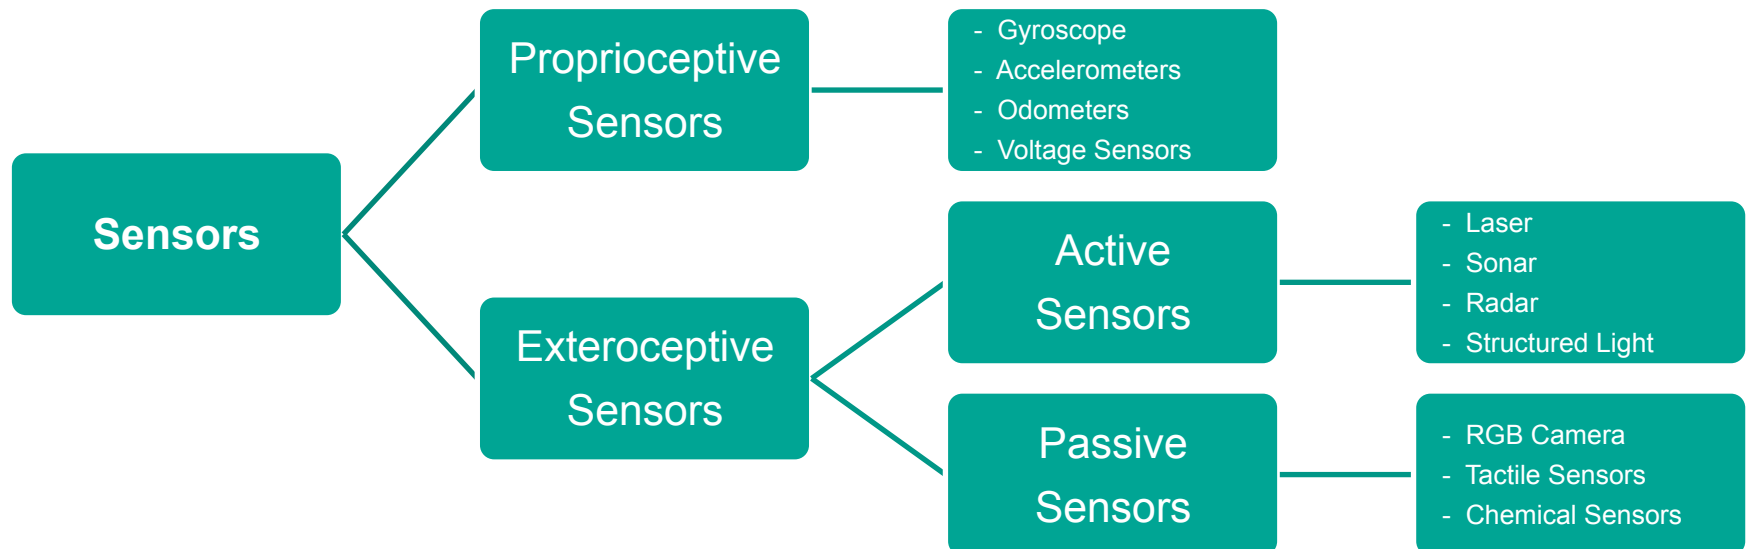 Sensors
Proprioceptive
Sensors
- Gyroscope
- Accelerometers
- Odometers
- Voltage Sensors
Exteroceptive
Sensors
Active
Sensors
- Laser
- Sonar
- Radar
- Structured Light
Passive
Sensors
- RGB Camera
- Tactile Sensors
- Chemical Sensors